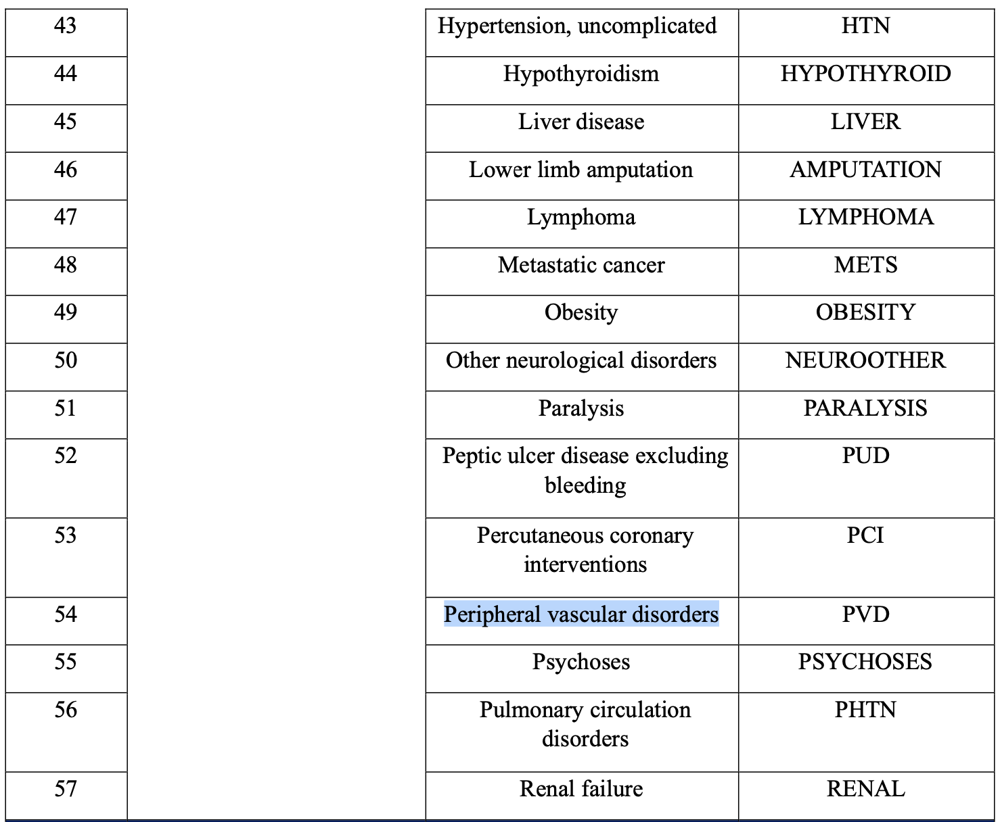 43 Hypertension, uncomplicated HTN
44 Hypothyroidism HYPOTHYROID
45 Liver disease LIVER
46 Lower limb amputation AMPUTATION
47 Lymphoma LYMPHOMA
48 Metastatic cancer METS
49 Obesity OBESITY
50 Other neurological disorders NEUROOTHER
51 Paralysis PARALYSIS
52 Peptic ulcer disease excluding PUD
bleeding
53 Percutaneous coronary PCI
interventions
54 Peripheral vascular disorders PVD
55 Psychoses PSYCHOSES
56 Pulmonary circulation PHTN
disorders
57 Renal failure RENAL